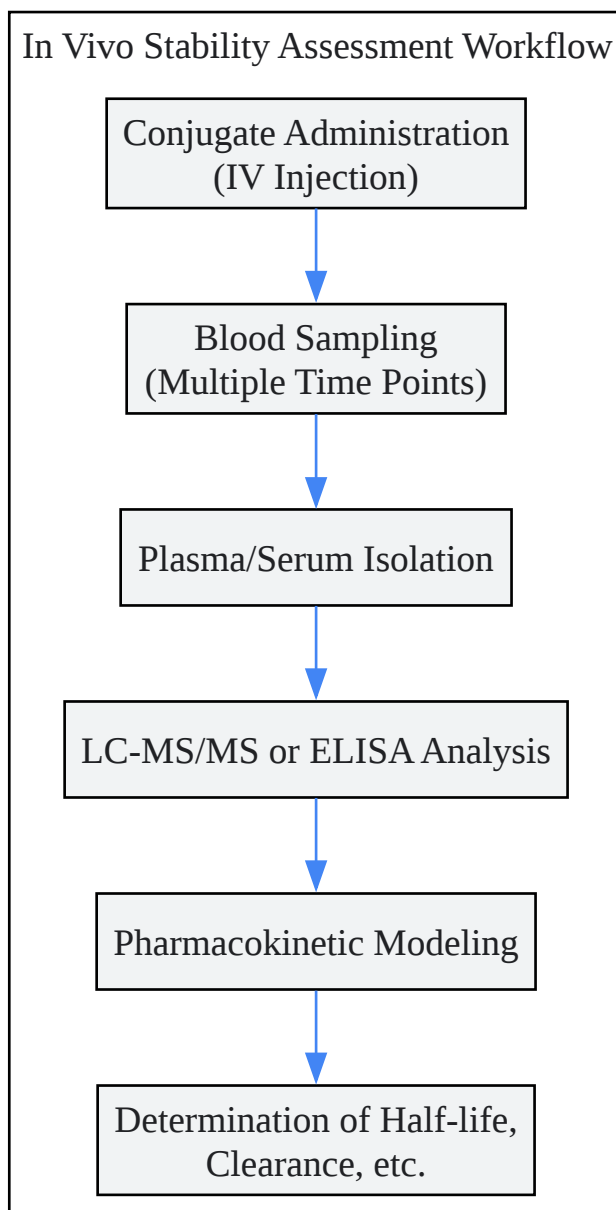 In Vivo Stability Assessment Workflow
Conjugate Administration
(IV Injection)
Blood Sampling
(Multiple Time Points)
Plasma/Serum Isolation
LC-MS/MS or ELISA Analysis
Pharmacokinetic Modeling
Determination of Half-life,
Clearance, etc.